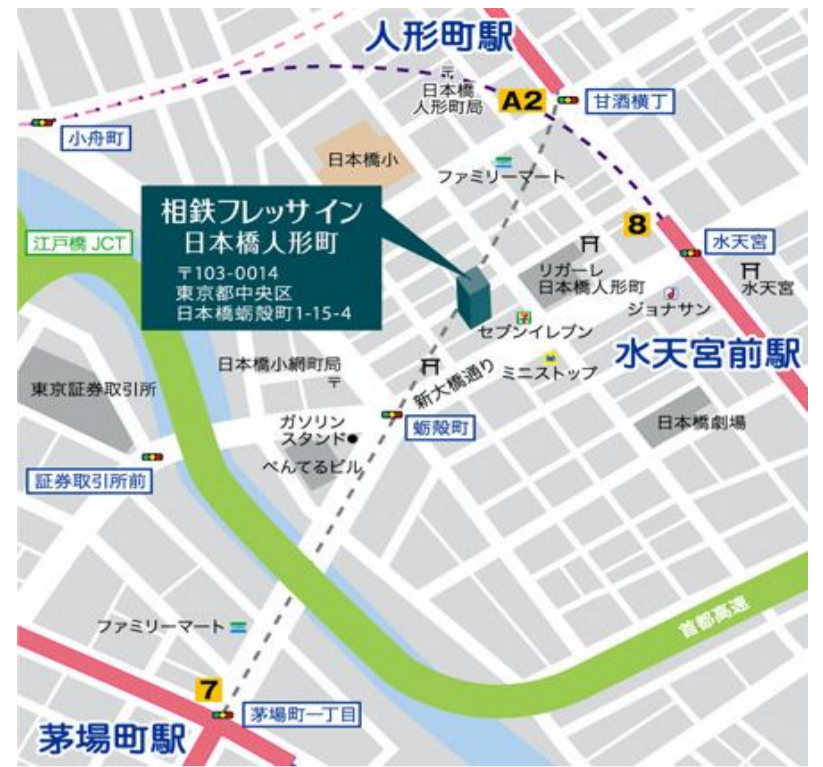 人形町駅
日本橋
人形町局
A2
甘酒横丁
小舟町
日本橋小
ファミリーマート
相鉄フレッサイン
日本橋人形町
〒103-0014
東京都中央区
日本橋蛎殻町1-15-4
江戸橋 JCT
8
水天宮
リガーレ
日本橋人形町
水天宮
ジョナサン
セブンイレブン
水天宮前駅
日本橋小網町局
〒
新大橋通り
ミニストップ
東京証券取引所
ガソリン
スタンド
蛎殻町
日本橋劇場
ぺんてるビル
証券取引所前
首都高速
ファミリーマート
7
茅場町一丁目
茅場町駅